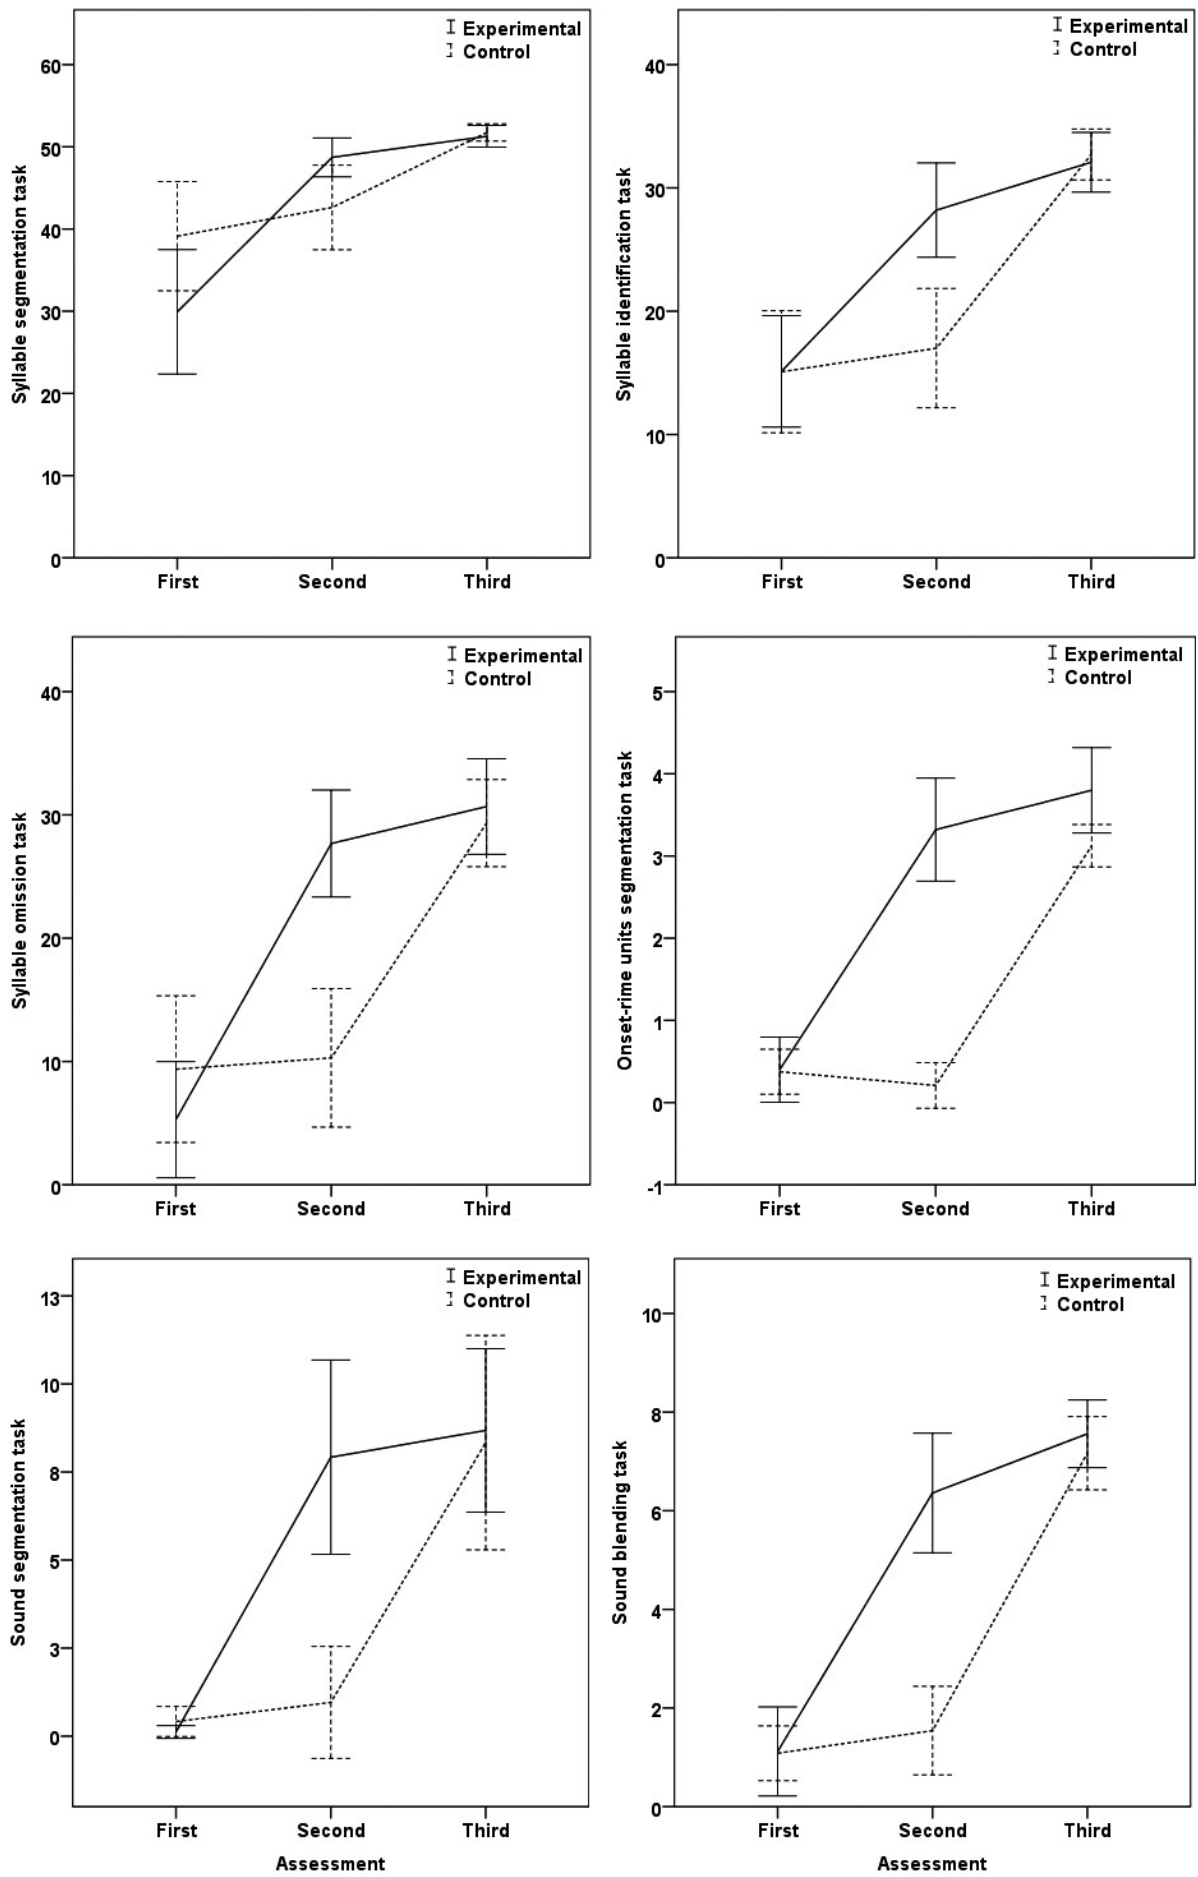 Experimental
Control
60
50
40
30
20
10
0
Syllable segmentation task
First Second Third
Experimental
Control
40
30
20
10
0
Syllable identification task
First Second Third
Experimental
Control
40
30
20
10
0
Syllable omission task
First Second Third
Experimental
Control
5
4
3
2
1
0
-1
Onset-rime units segmentation task
First Second Third
Experimental
Control
13
10
8
5
3
0
Sound segmentation task
First Second Third
Assessment
Experimental
Control
10
8
6
4
2
0
Sound blending task
First Second Third
Assessment